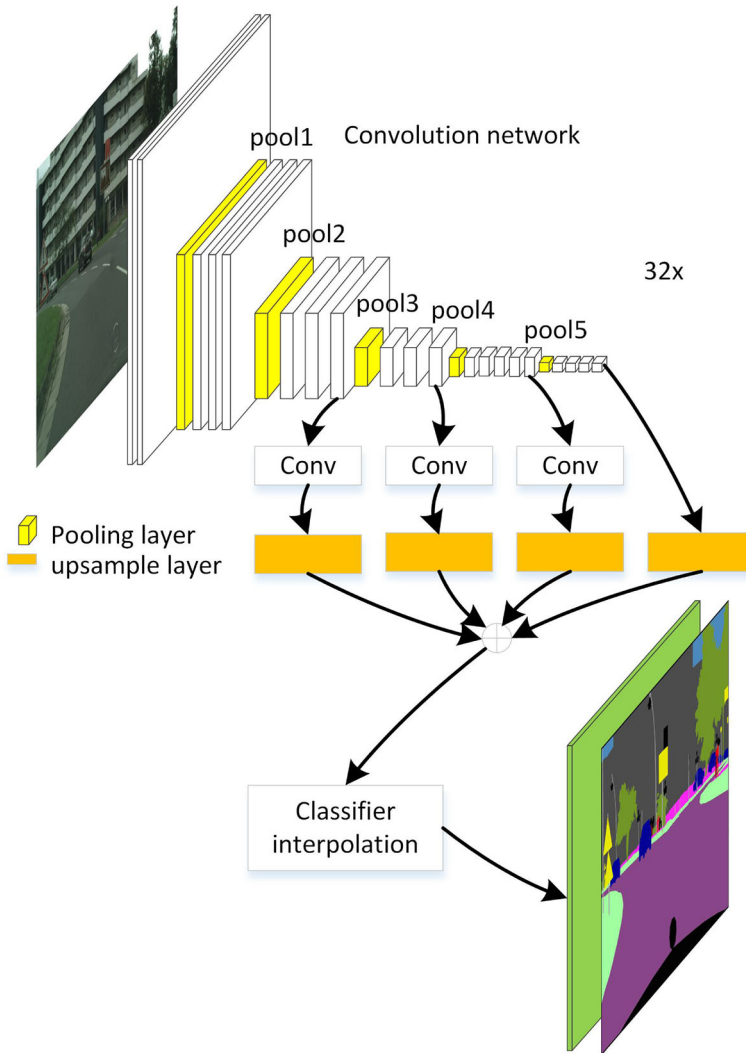 pool1
Convolution network
pool2
32x
pool3
pool4
pool5
Conv
Conv
Conv
Pooling layer
upsample layer
Classifier
interpolation